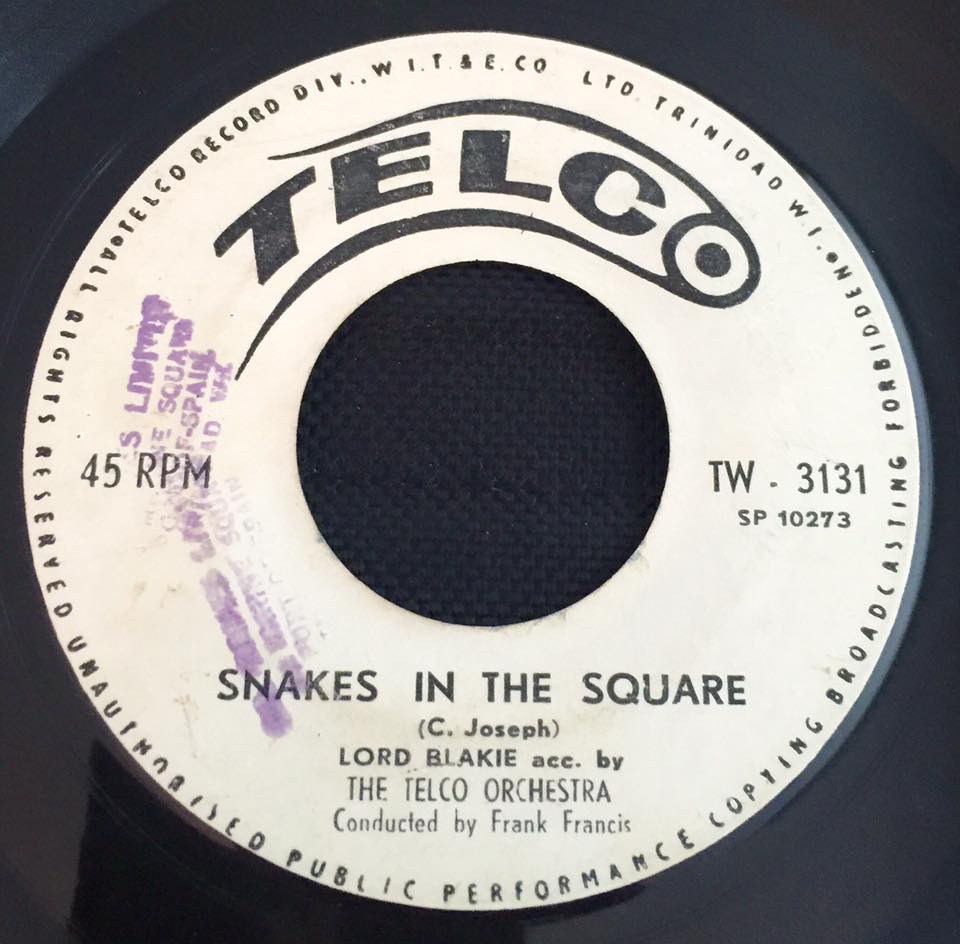 ALL RIGHTS RESERVED UNAUTHORISED PUBLIC PERFORMANCE COPYING BROADCASTING FORBIDDEN
TELCO RECORD DIV., W I.T. & E. CO LTD. TRINIDAD W.I.
TELCO
45 RPM
TW - 3131
SP 10273
SNAKES IN THE SQUARE
(C. Joseph)
LORD BLAKIE acc. by
THE TELCO ORCHESTRA
Conducted by Frank Francis
SQUARE